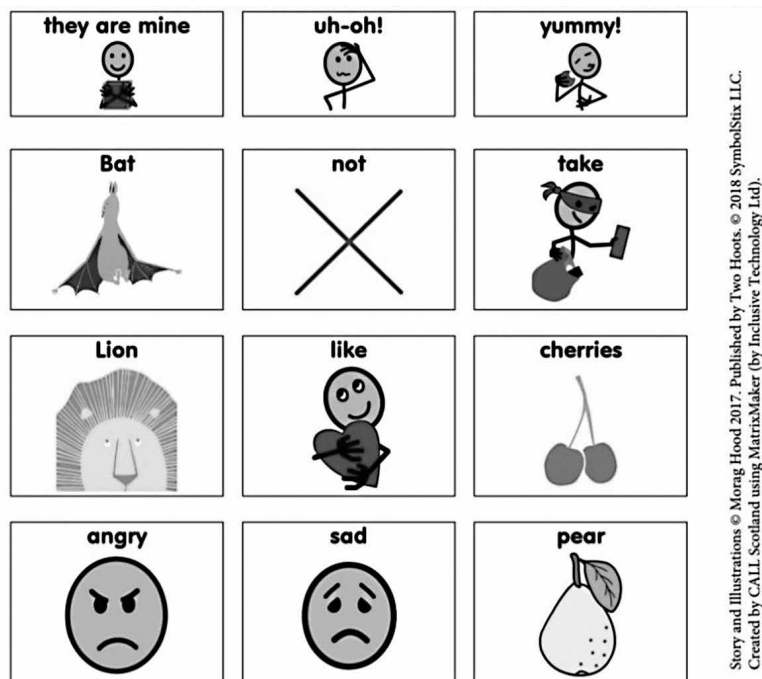 they are mine
uh-oh!
yummy!
Bat
not
take
Lion
like
cherries
angry
sad
pear
Story and Illustrations © Morag Hood 2017. Published by Two Hoots. © 2018 SymbolStix LLC.
Created by CALL Scotland using MatrixMaker (by Inclusive Technology Ltd).